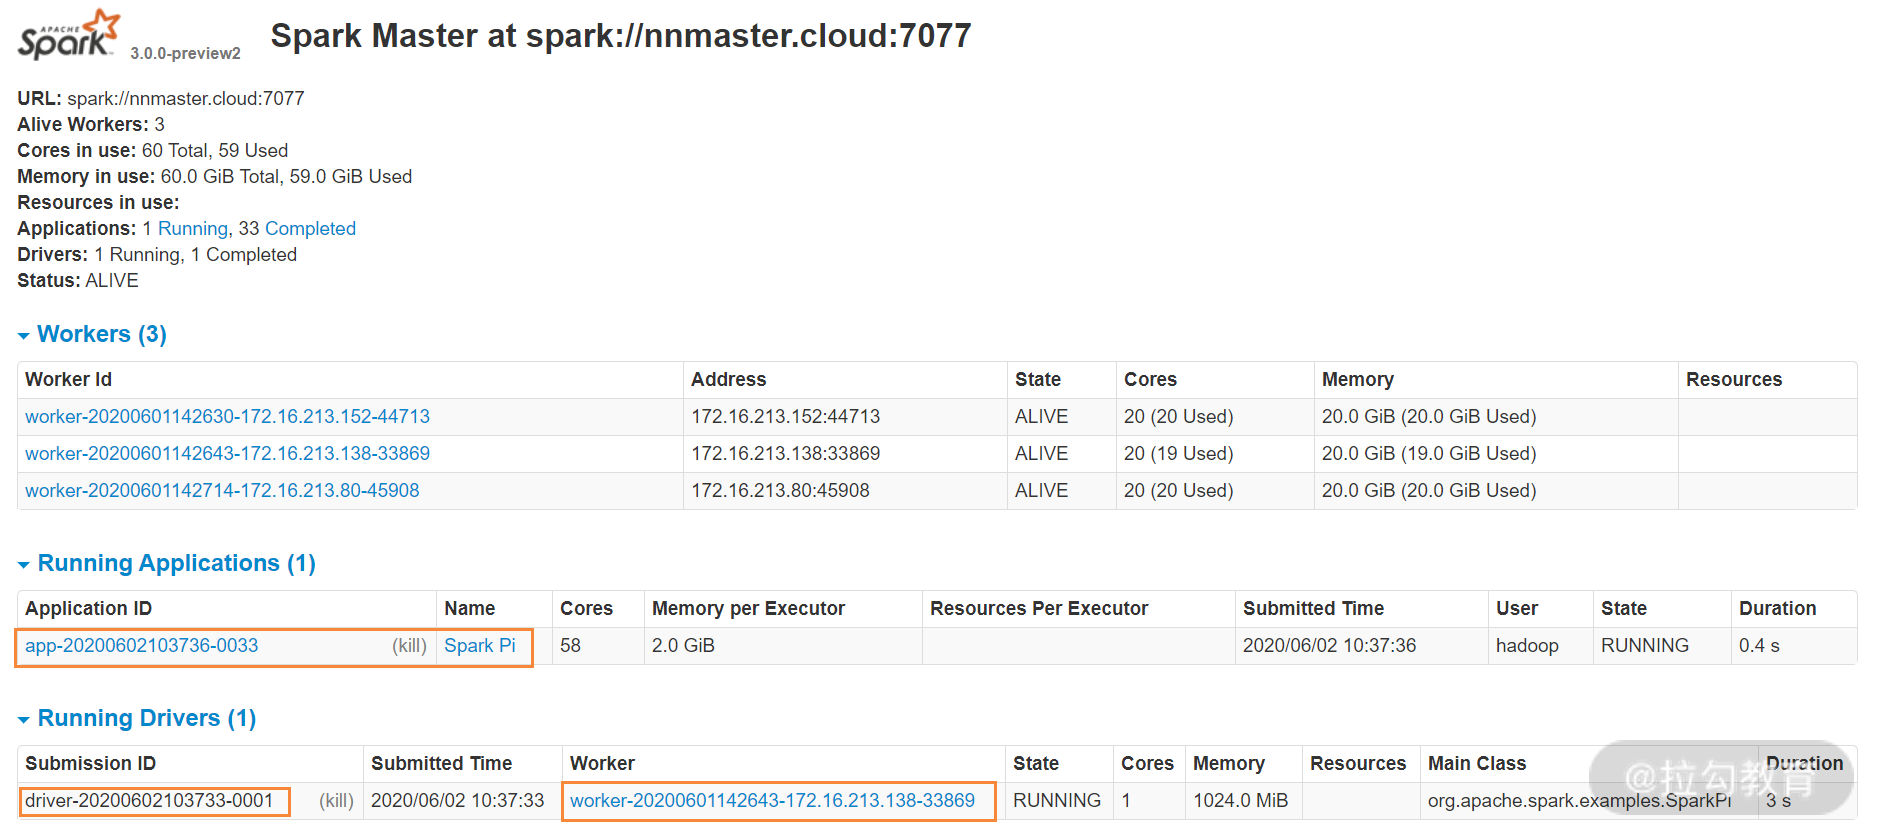 APACHE
Spark 3.0.0-preview2 Spark Master at spark://nnmaster.cloud:7077
URL: spark://nnmaster.cloud:7077
Alive Workers: 3
Cores in use: 60 Total, 59 Used
Memory in use: 60.0 GiB Total, 59.0 GiB Used
Resources in use:
Applications: 1 Running, 33 Completed
Drivers: 1 Running, 1 Completed
Status: ALIVE
Workers (3)
Worker Id Address State Cores Memory Resources
worker-20200601142630-172.16.213.152-44713 172.16.213.152:44713 ALIVE 20 (20 Used) 20.0 GiB (20.0 GiB Used)
worker-20200601142643-172.16.213.138-33869 172.16.213.138:33869 ALIVE 20 (19 Used) 20.0 GiB (19.0 GiB Used)
worker-20200601142714-172.16.213.80-45908 172.16.213.80:45908 ALIVE 20 (20 Used) 20.0 GiB (20.0 GiB Used)
Running Applications (1)
Application ID Name Cores Memory per Executor Resources Per Executor Submitted Time User State Duration
app-20200602103736-0033 (kill) Spark Pi 58 2.0 GiB 2020/06/02 10:37:36 hadoop RUNNING 0.4 s
Running Drivers (1)
Submission ID Submitted Time Worker State Cores Memory Resources Main Class Duration
driver-20200602103733-0001 (kill) 2020/06/02 10:37:33 worker-20200601142643-172.16.213.138-33869 RUNNING 1 1024.0 MiB org.apache.spark.examples.SparkPi 3 s
@拉勾教育